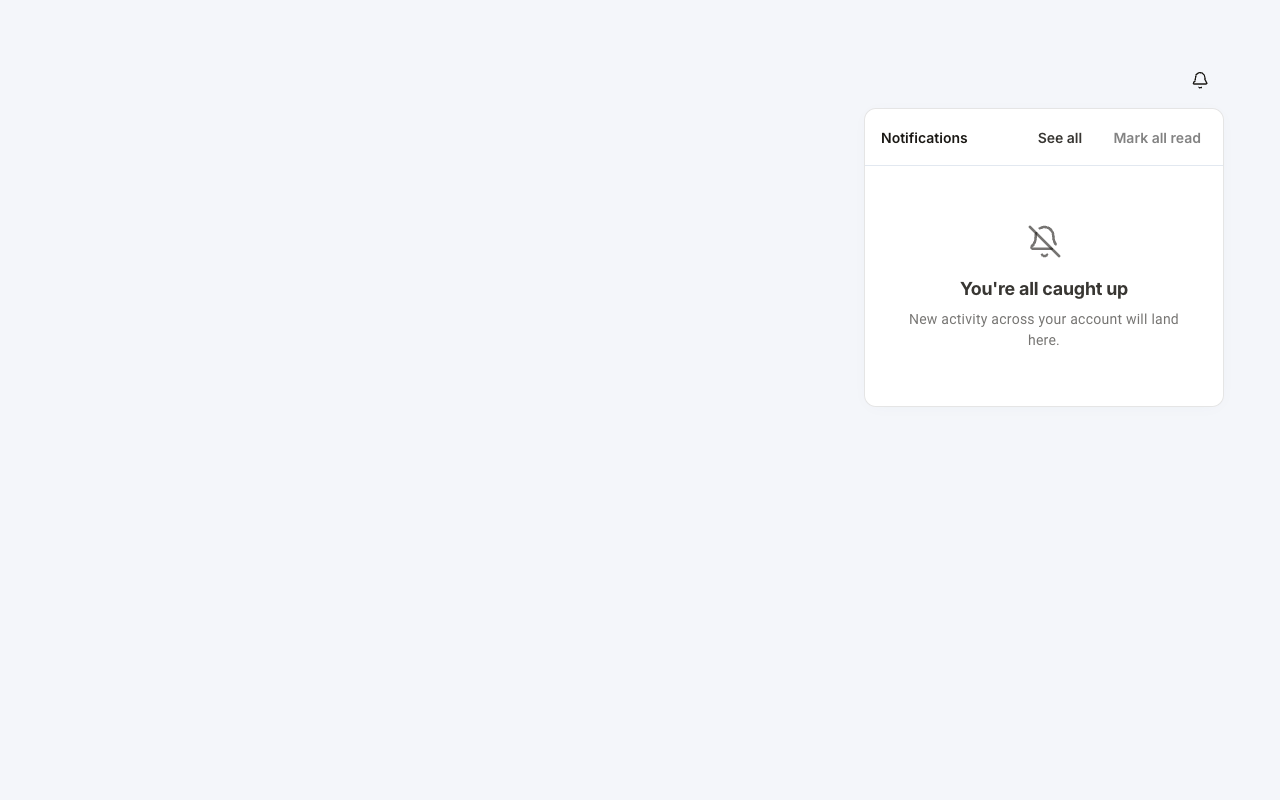 Notifications See all Mark all read
You're all caught up
New activity across your account will land
here.